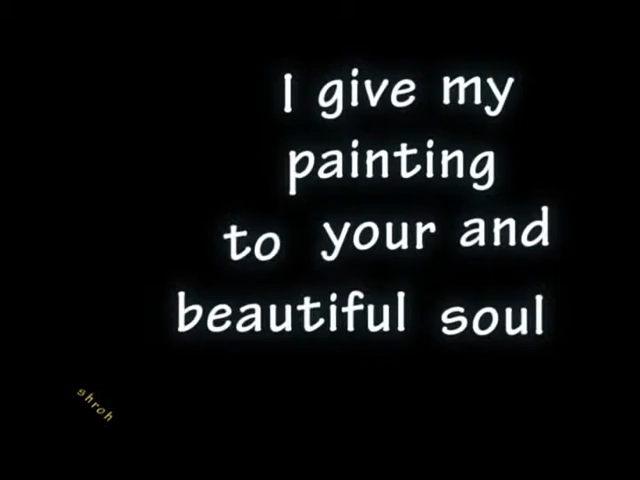 I give my
painting
to your and
beautiful soul
shroh